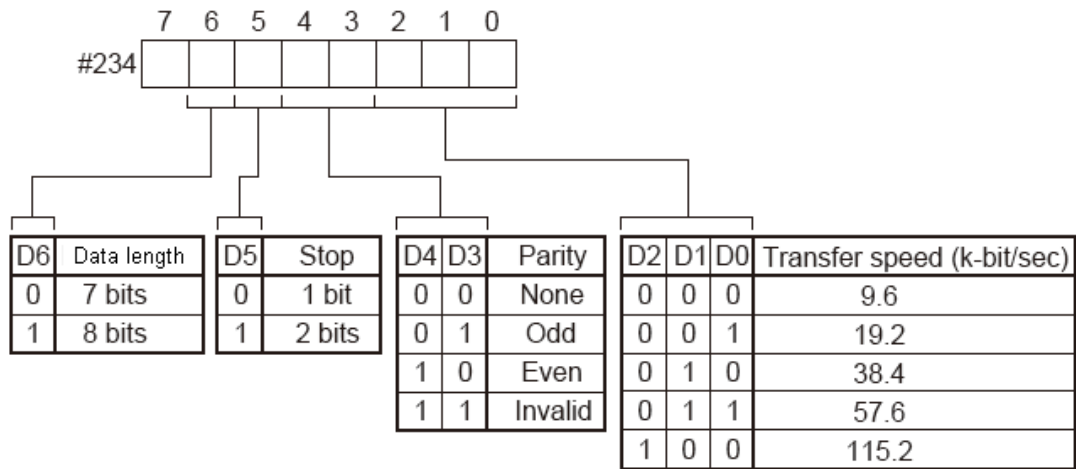 7 6 5 4 3 2 1 0
#234
D6 Data length
0 7 bits
1 8 bits
D5 Stop
0 1 bit
1 2 bits
D4 D3 Parity
0 0 None
0 1 Odd
1 0 Even
1 1 Invalid
D2 D1 D0 Transfer speed (k-bit/sec)
0 0 0 9.6
0 0 1 19.2
0 1 0 38.4
0 1 1 57.6
1 0 0 115.2